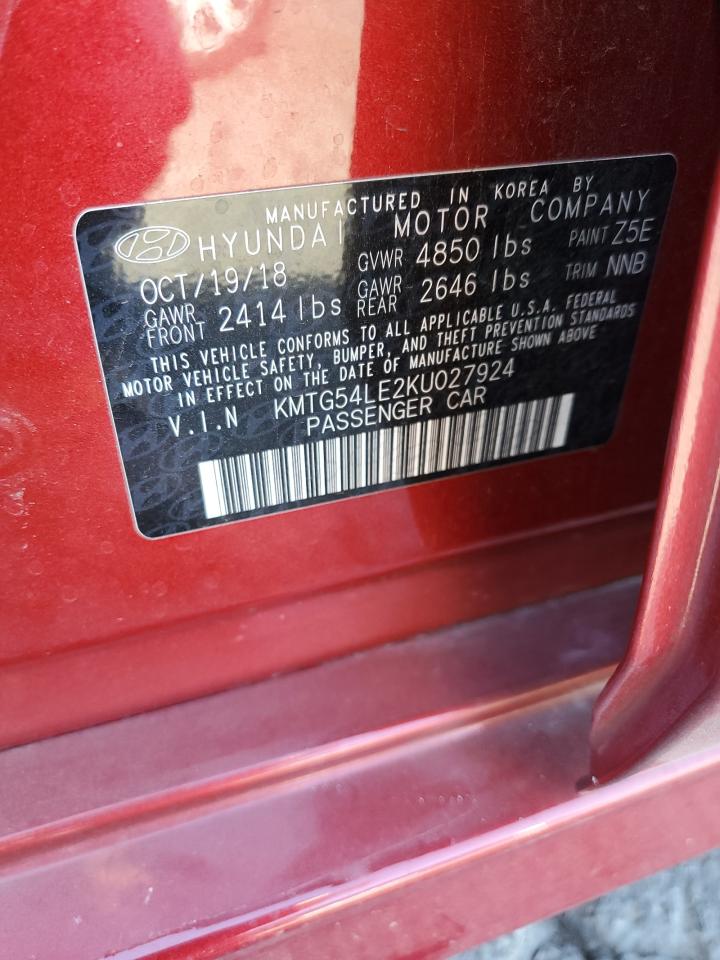 MANUFACTURED IN KOREA BY
HYUNDAI MOTOR COMPANY
OCT/19/18 GVWR 4850 lbs PAINT Z5E
GAWR FRONT 2414 lbs GAWR REAR 2646 lbs TRIM NNB
THIS VEHICLE CONFORMS TO ALL APPLICABLE U.S.A. FEDERAL
MOTOR VEHICLE SAFETY, BUMPER, AND THEFT PREVENTION STANDARDS
IN EFFECT ON THE DATE OF MANUFACTURE SHOWN ABOVE
V.I.N KMTG54LE2KU027924
PASSENGER CAR